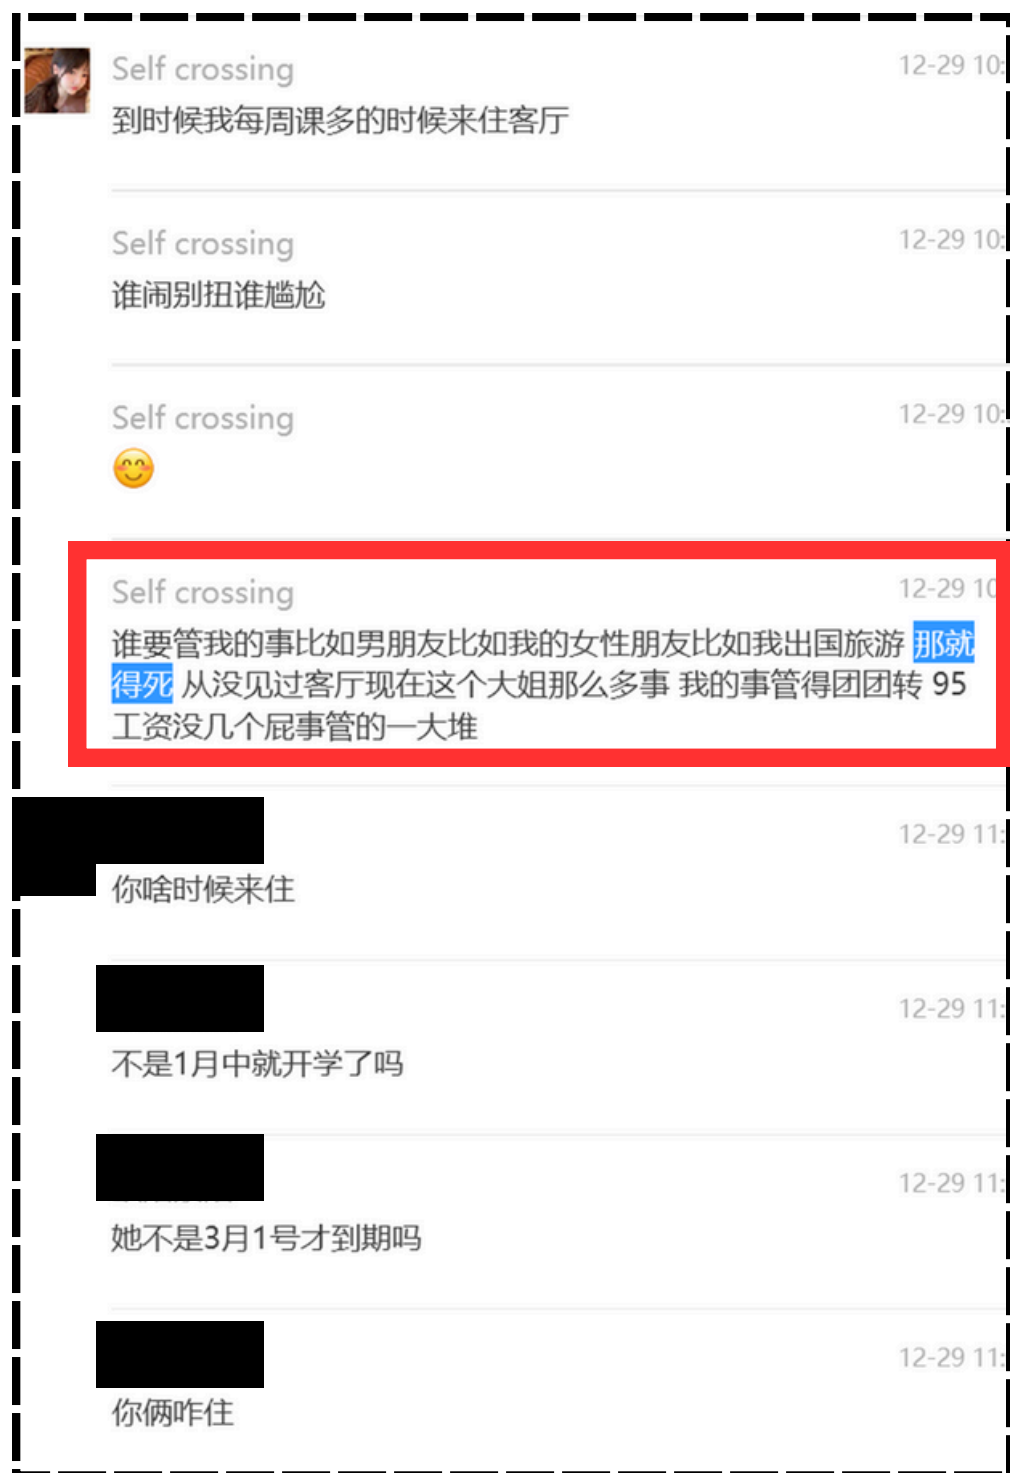 Self crossing
12-29 10:
到时候我每周课多的时候来住客厅
Self crossing
12-29 10:
谁闹别扭谁尴尬
Self crossing
12-29 10:
😊
Self crossing
12-29 10
谁要管我的事比如男朋友比如我的女性朋友比如我出国旅游 那就
得死 从没见过客厅现在这个大姐那么多事 我的事管得团团转 95
工资没几个屁事管的一大堆
12-29 11:
你啥时候来住
12-29 11:
不是1月中就开学了吗
12-29 11:
她不是3月1号才到期吗
12-29 11:
你俩咋住